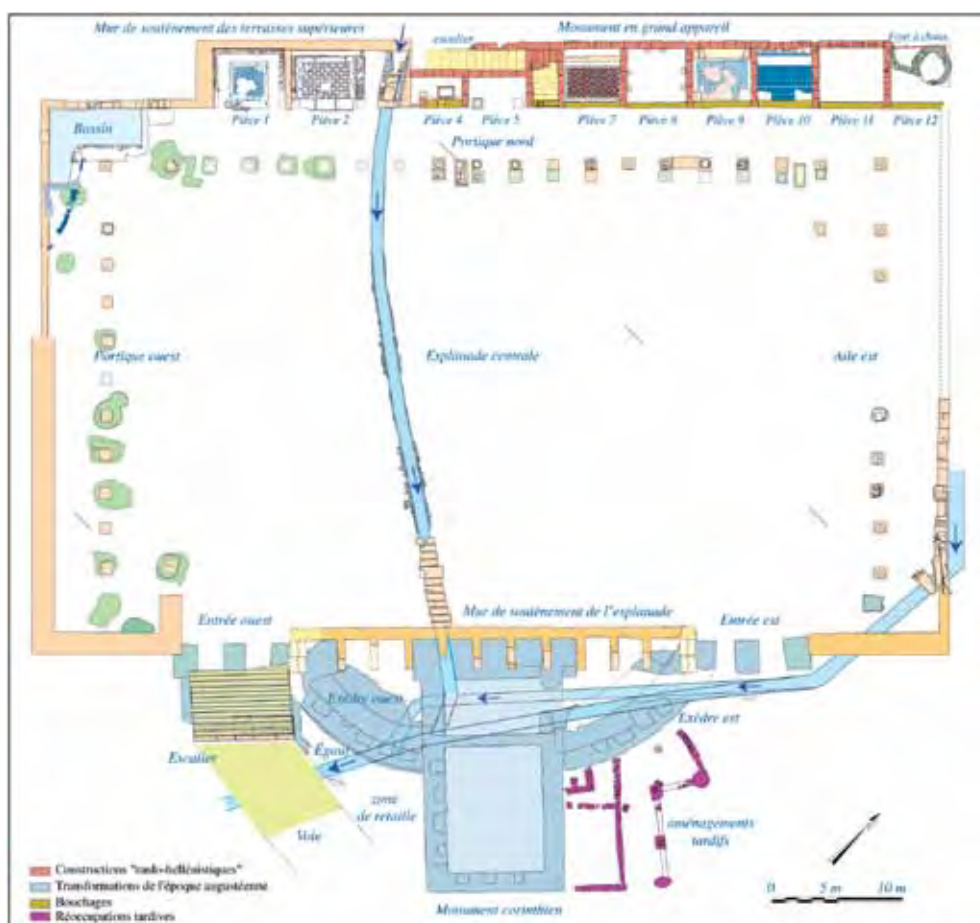 Mur de soutènement des terrasses supérieures
Monument en grand appareil
escalier
Four à chaux
Bassin
Pièce 1
Pièce 2
Pièce 4
Pièce 5
Pièce 7
Pièce 8
Pièce 9
Pièce 10
Pièce 11
Pièce 12
Portique nord
Portique ouest
Esplanade centrale
Aile est
Entrée ouest
Mur de soutènement de l'esplanade
Entrée est
Exèdre ouest
Exèdre est
Escalier
Égout
zone
de retaille
Voie
aménagements
tardifs
Constructions "gallo-hellénistiques"
Transformations de l'époque augustéenne
Bouchages
Réoccupations tardives
0 5 m 10 m
Monument corinthien